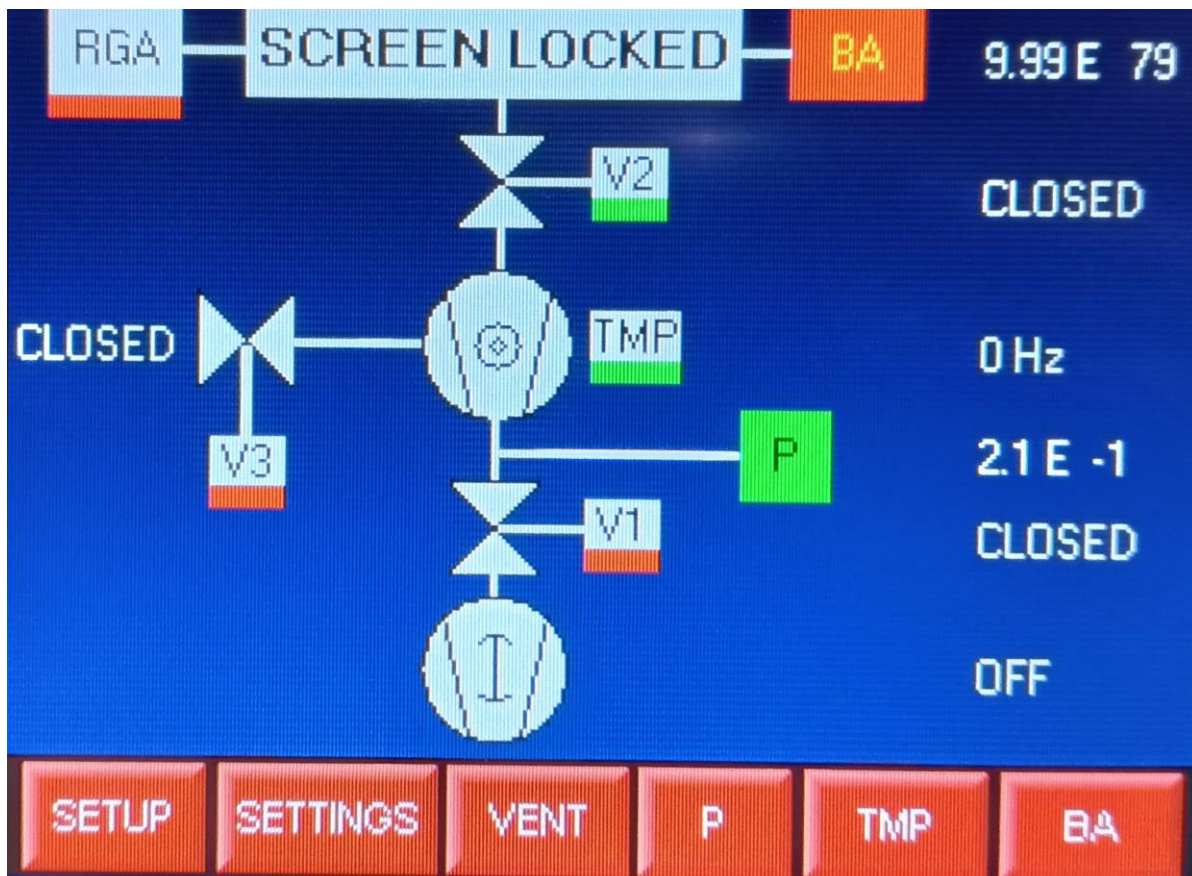 RGA SCREEN LOCKED BA 9.99 E 79
V2
CLOSED
CLOSED TMP 0 Hz
V3 P 2.1 E -1
V1 CLOSED
OFF
SETUP SETTINGS VENT P TMP BA